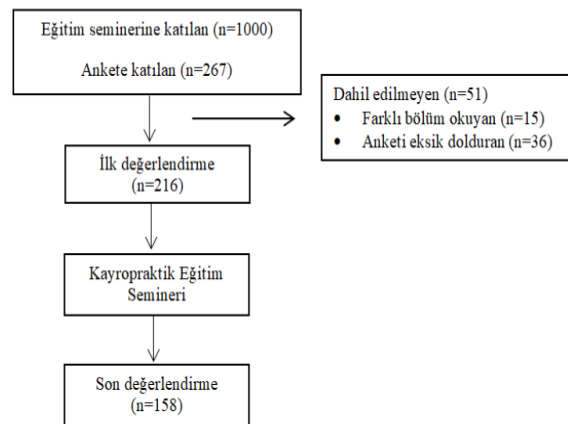 Eğitim seminerine katılan (n=1000)
Ankete katılan (n=267)
Dahil edilmeyen (n=51)
• Farklı bölüm okuyan (n=15)
• Anketi eksik dolduran (n=36)
İlk değerlendirme
(n=216)
Kayropraktik Eğitim
Semineri
Son değerlendirme
(n=158)